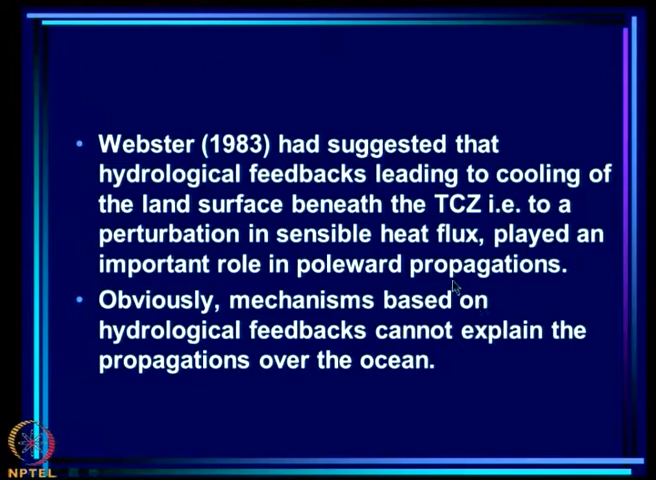 • Webster (1983) had suggested that
hydrological feedbacks leading to cooling of
the land surface beneath the TCZ i.e. to a
perturbation in sensible heat flux, played an
important role in poleward propagations.
• Obviously, mechanisms based on
hydrological feedbacks cannot explain the
propagations over the ocean.
NPTEL